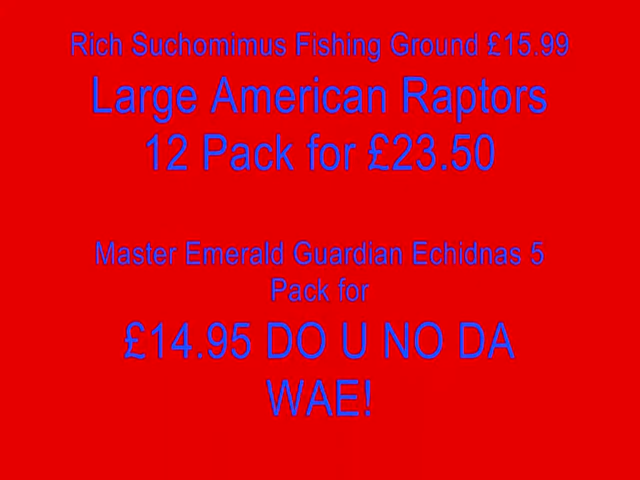 Rich Suchomimus Fishing Ground £15.99
Large American Raptors
12 Pack for £23.50
Master Emerald Guardian Echidnas 5
Pack for
£14.95 DO U NO DA
WAE!